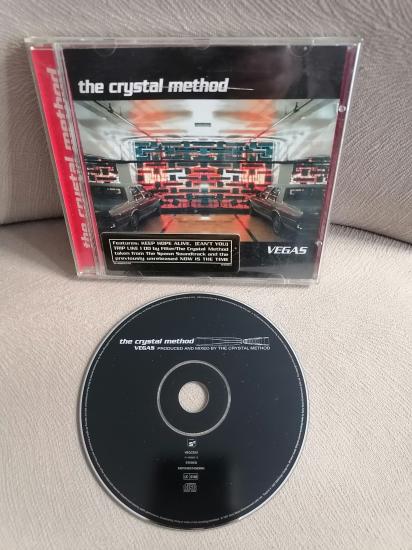 the crystal method
the crystal method
VEGAS
Features: KEEP HOPE ALIVE, (CAN'T YOU)
TRIP LIKE I DO by Filter/The Crystal Method
taken from The Spawn Soundtrack and the
previously unreleased NOW IS THE TIME
the crystal method
VEGAS PRODUCED AND MIXED BY THE CRYSTAL METHOD
STEREO